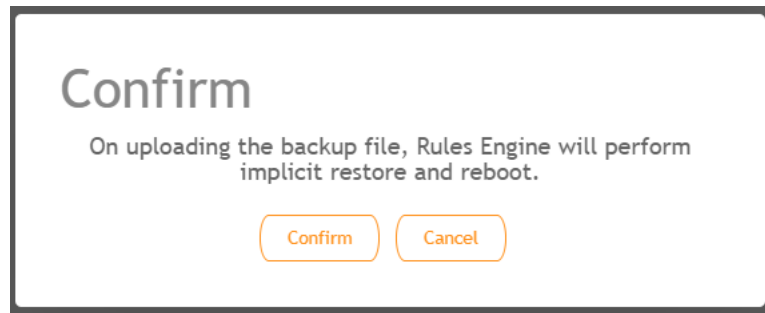 Confirm
On uploading the backup file, Rules Engine will perform
implicit restore and reboot.
Confirm Cancel